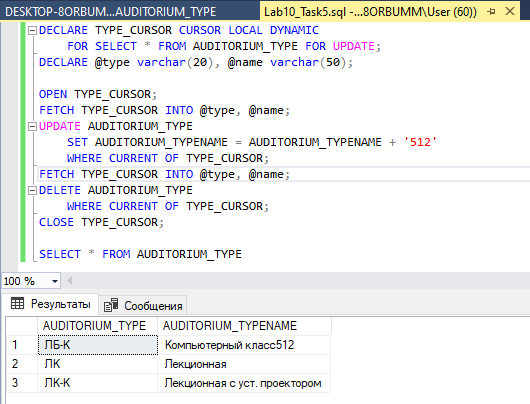 DESKTOP-8ORBUM...AUDITORIUM_TYPE
Lab10_Task5.sql -...8ORBUMM\User (60))
DECLARE TYPE_CURSOR CURSOR LOCAL DYNAMIC
FOR SELECT * FROM AUDITORIUM_TYPE FOR UPDATE;
DECLARE @type varchar(20), @name varchar(50);
OPEN TYPE_CURSOR;
FETCH TYPE_CURSOR INTO @type, @name;
UPDATE AUDITORIUM_TYPE
SET AUDITORIUM_TYPENAME = AUDITORIUM_TYPENAME + '512'
WHERE CURRENT OF TYPE_CURSOR;
FETCH TYPE_CURSOR INTO @type, @name;
DELETE AUDITORIUM_TYPE
WHERE CURRENT OF TYPE_CURSOR;
CLOSE TYPE_CURSOR;
SELECT * FROM AUDITORIUM_TYPE
100 %
Результаты Сообщения
AUDITORIUM_TYPE AUDITORIUM_TYPENAME
1 ЛБ-К Компьютерный класс512
2 ЛК Лекционная
3 ЛК-К Лекционная с уст. проектором